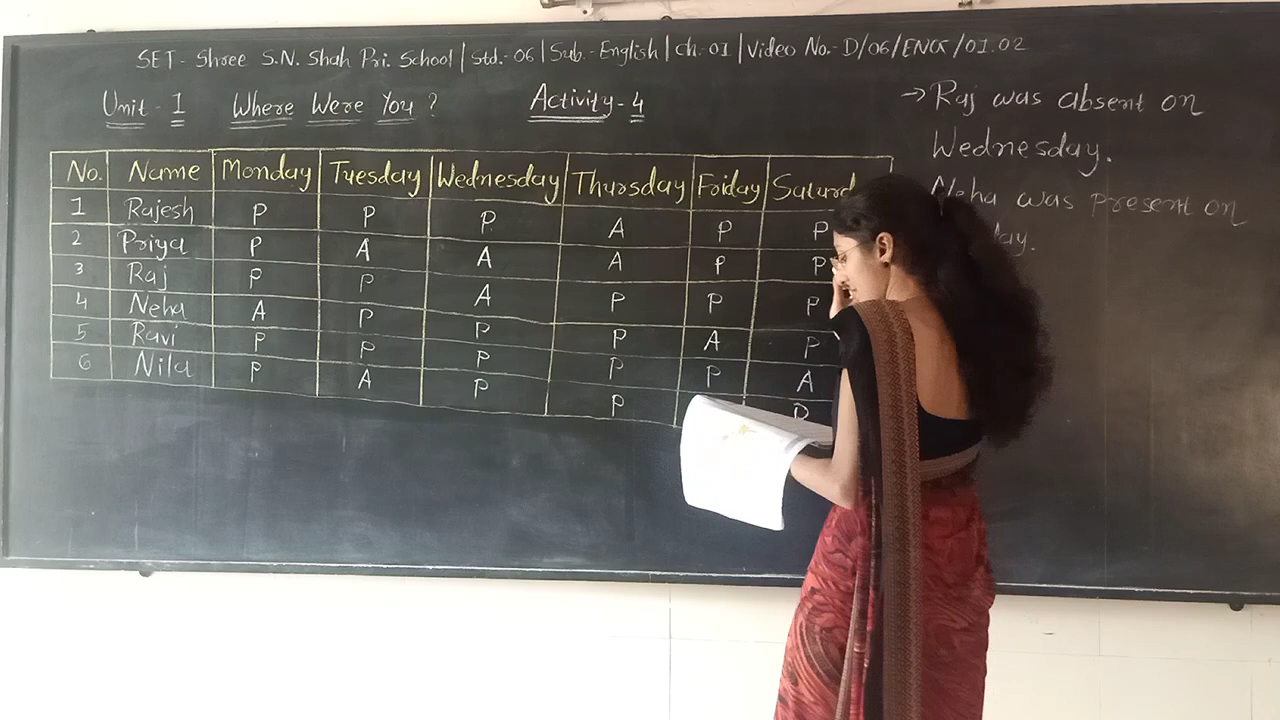 SET - Shree S.N. Shah Pri. School | Std.- 06 | Sub.- English | Ch.-01 | Video No.- D/06/ENG/01.02
Unit - 1 Where Were You? Activity - 4
No. Name Monday Tuesday Wednesday Thursday Friday
1 Rajesh P P P A P P
2 Priya P A A A P P
3 Raj P P A P P P
4 Neha A P P P A P
5 Ravi P P P P P A
6 Nila P A P P
→ Raj was absent on
Wednesday.
Neha was present on